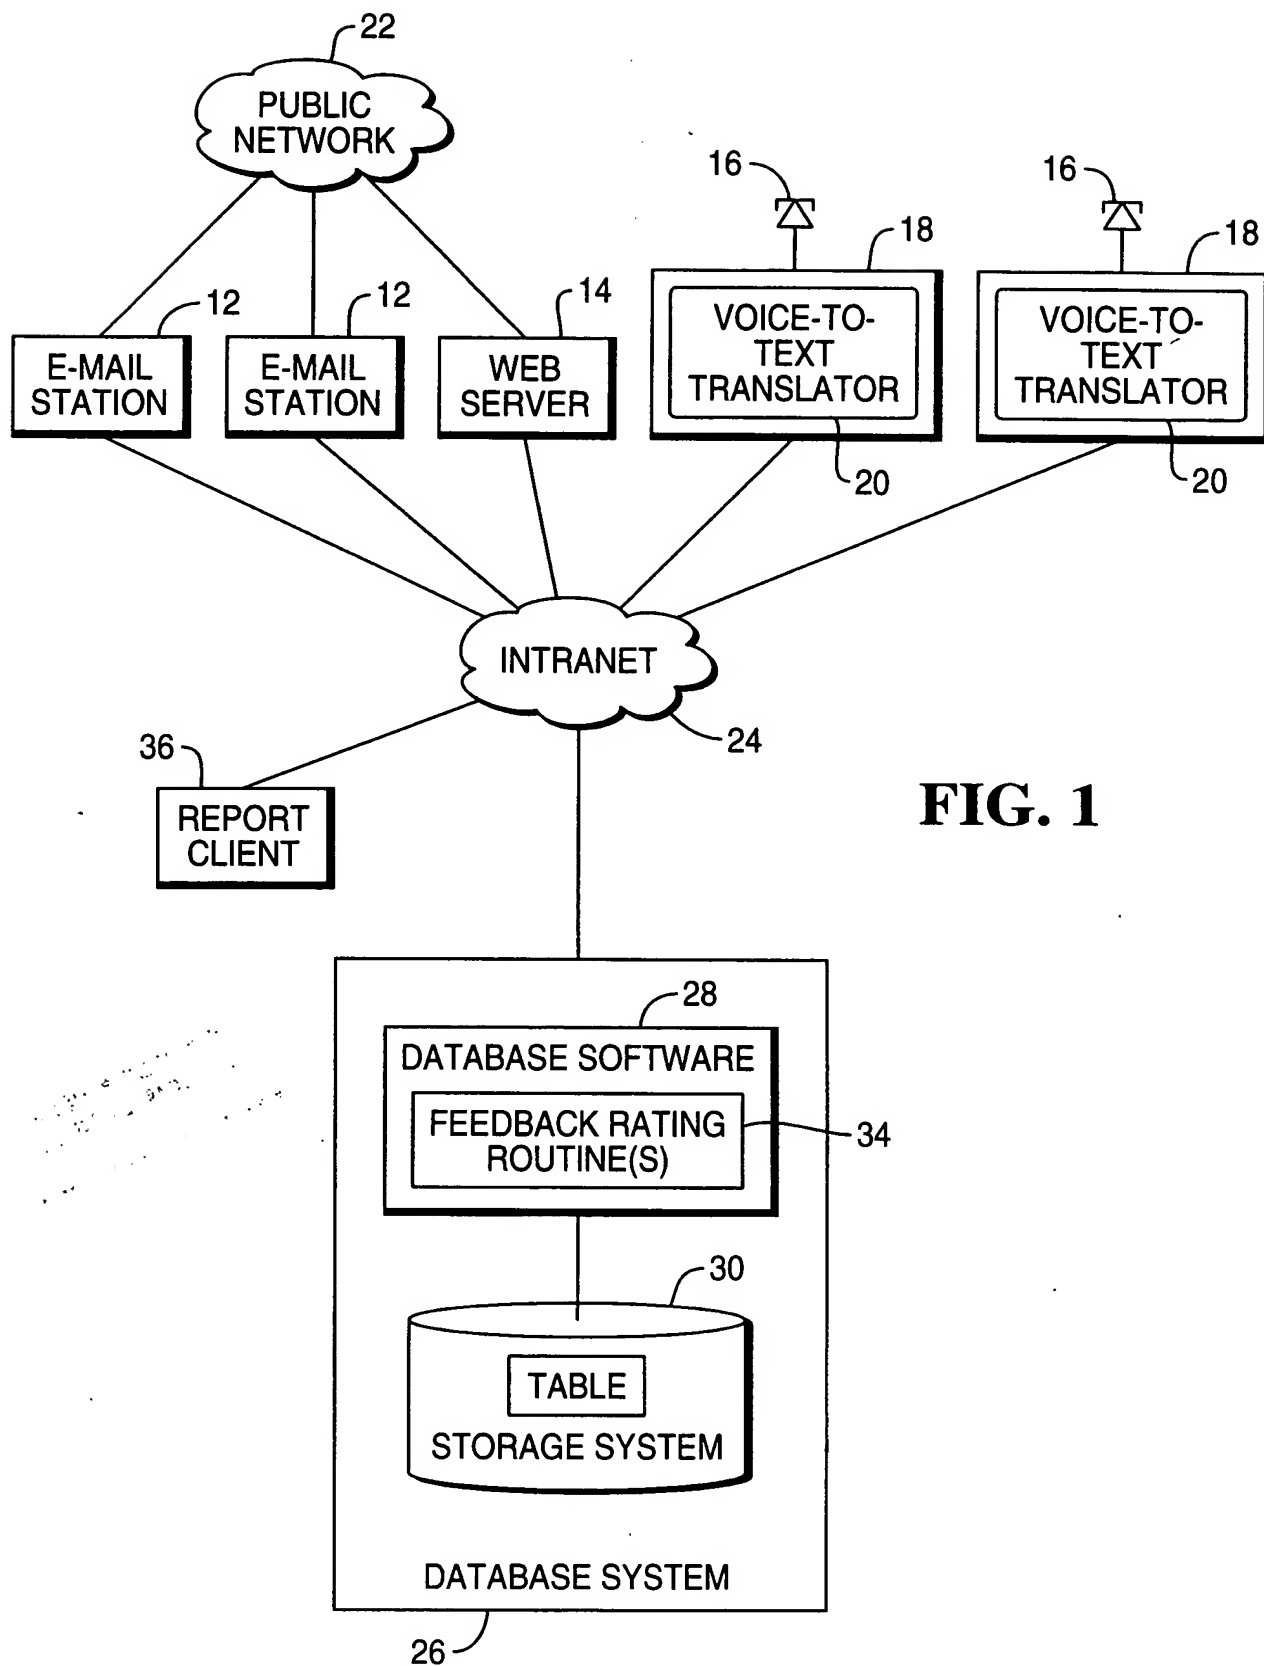 22
PUBLIC
NETWORK
16
16
18
18
12
12
14
E-MAIL
STATION
E-MAIL
STATION
WEB
SERVER
VOICE-TO-
TEXT
TRANSLATOR
VOICE-TO-
TEXT
TRANSLATOR
20
20
INTRANET
24
36
REPORT
CLIENT
FIG. 1
28
DATABASE SOFTWARE
FEEDBACK RATING
ROUTINE(S)
34
30
TABLE
STORAGE SYSTEM
DATABASE SYSTEM
26